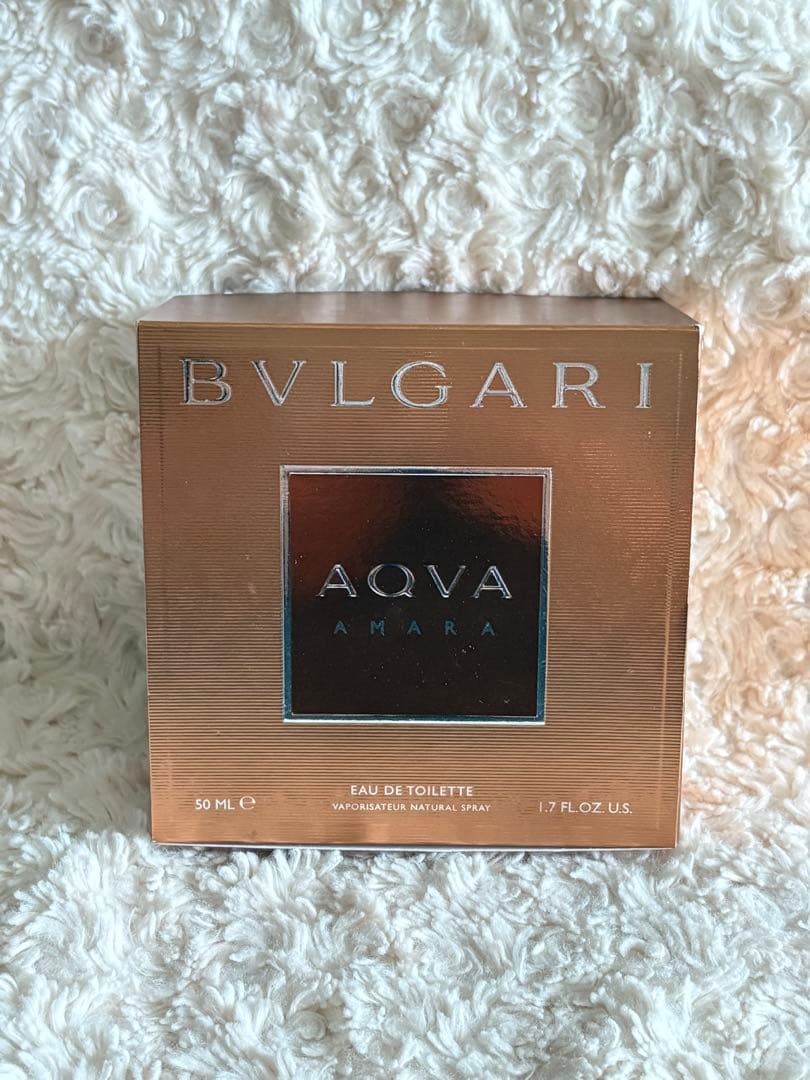 BVLGARI
AQVA
AMARA
EAU DE TOILETTE
50 ML ℮ VAPORISATEUR NATURAL SPRAY 1.7 FL.OZ. U.S.